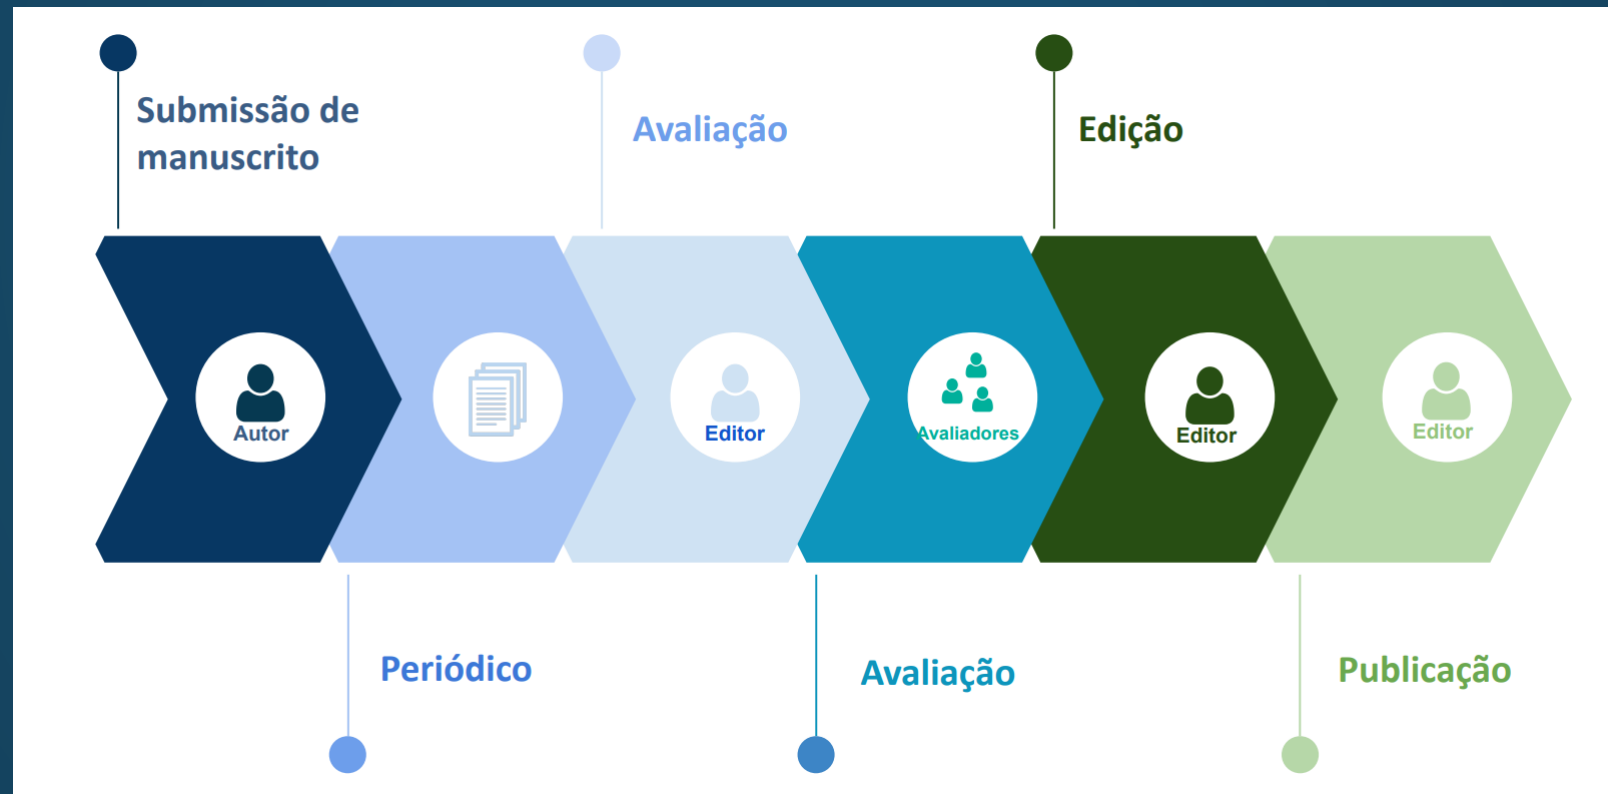 Submissão de
manuscrito
Avaliação
Edição
Autor
Editor
Avaliadores
Editor
Editor
Periódico
Avaliação
Publicação